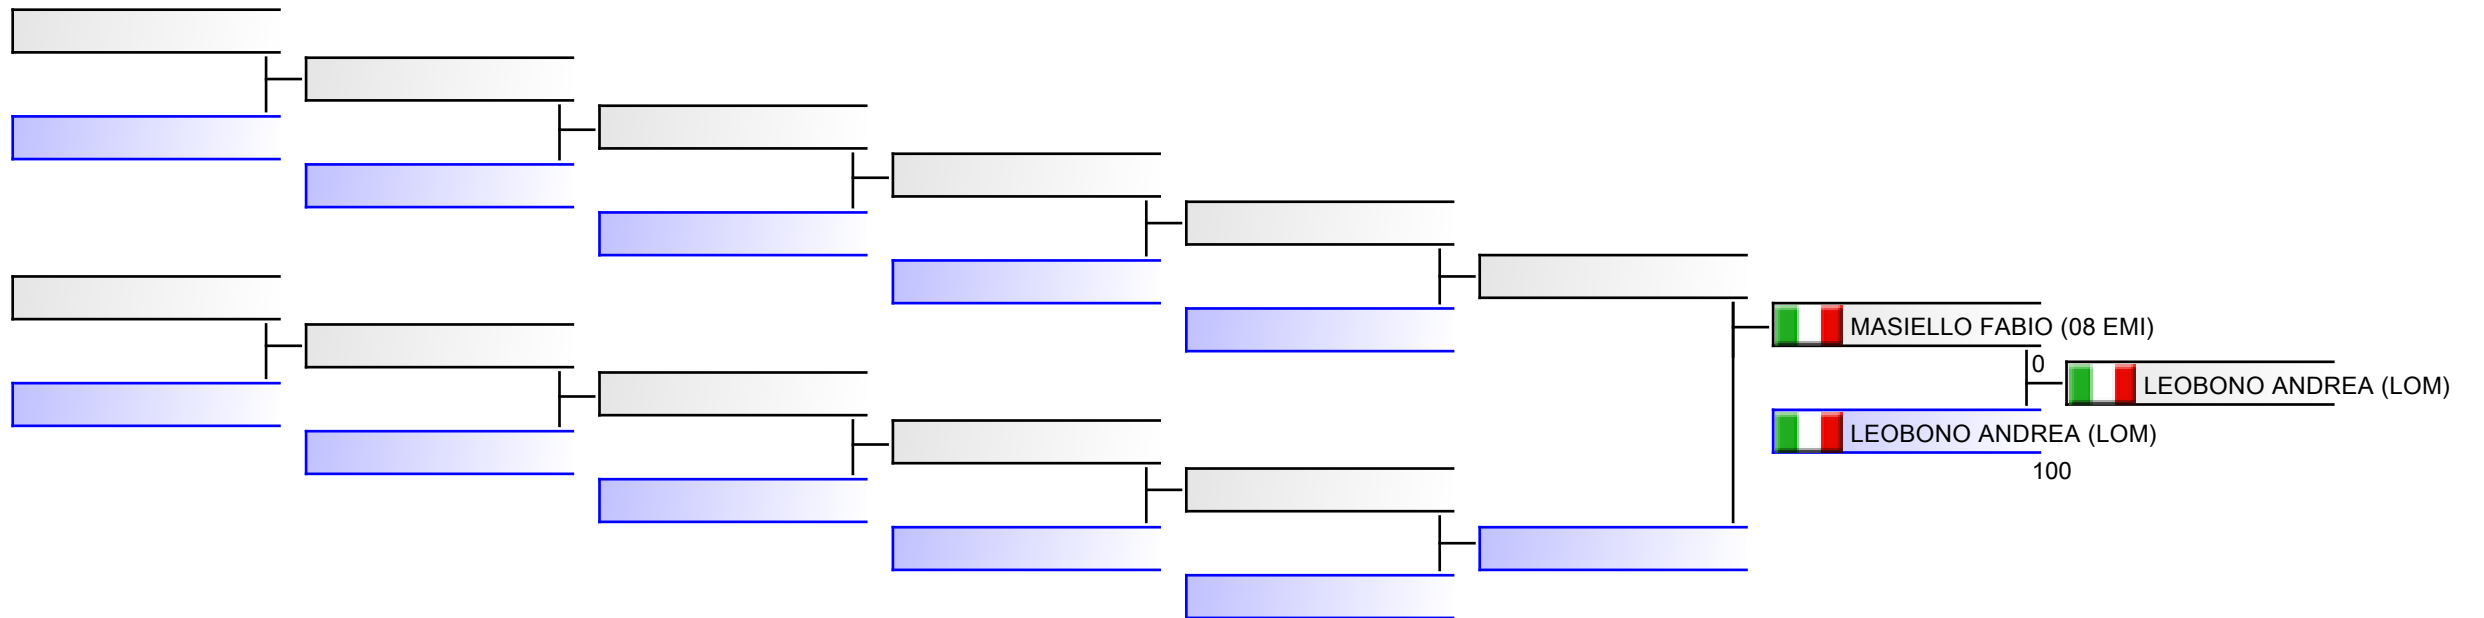 MASIELLO FABIO (08 EMI)
0
LEOBONO ANDREA (LOM)
LEOBONO ANDREA (LOM)
100